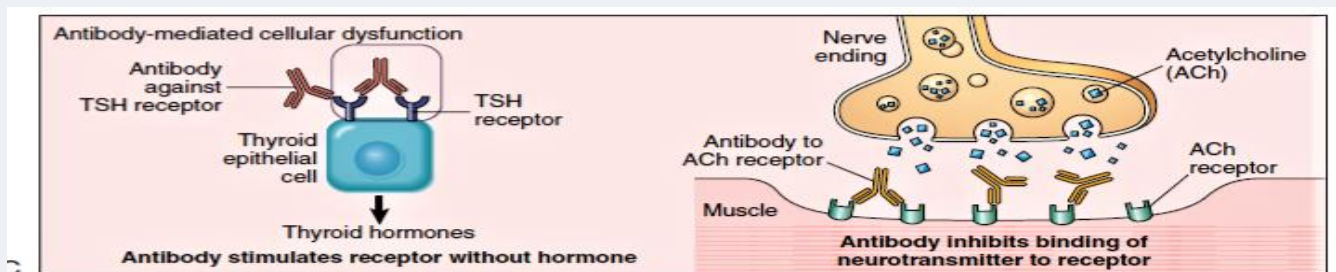 Antibody-mediated cellular dysfunction
Antibody
against
TSH receptor
TSH
receptor
Thyroid
epithelial
cell
Thyroid hormones
Antibody stimulates receptor without hormone
Nerve
ending
Acetylcholine
(ACh)
Antibody to
ACh receptor
ACh
receptor
Muscle
Antibody inhibits binding of
neurotransmitter to receptor